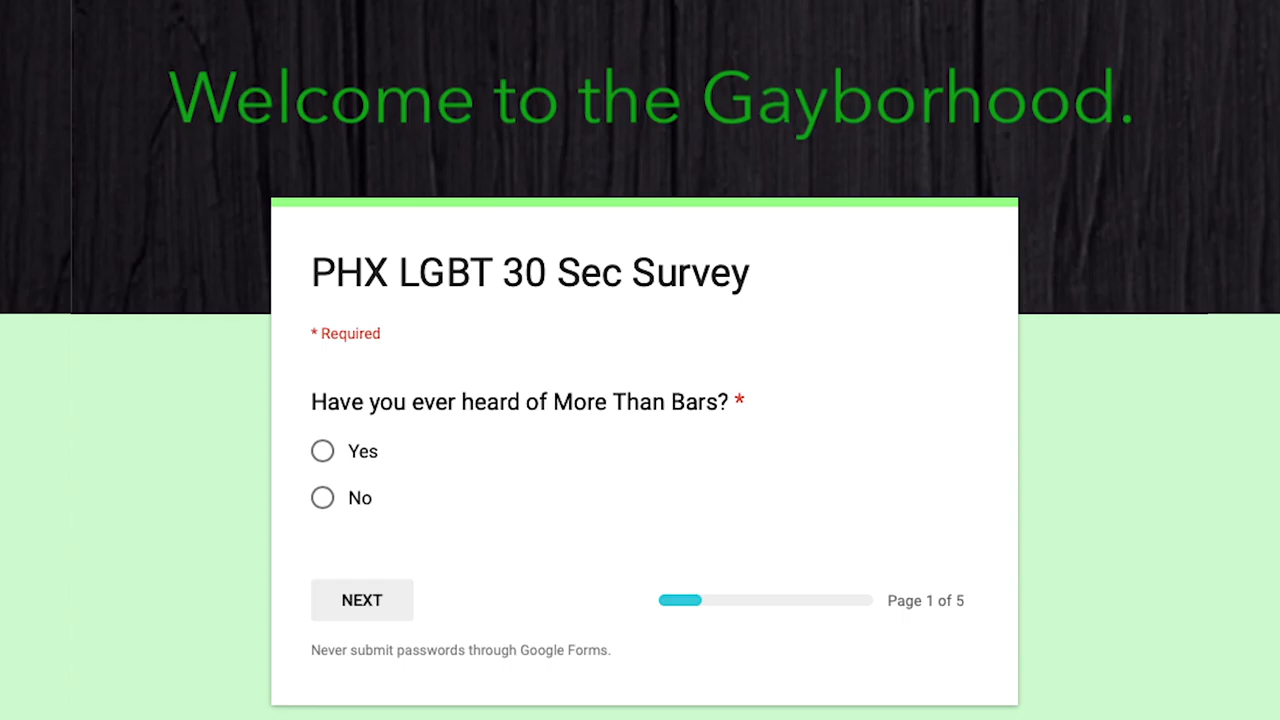 Welcome to the Gayborhood.
PHX LGBT 30 Sec Survey
* Required
Have you ever heard of More Than Bars? *
Yes
No
NEXT
Page 1 of 5
Never submit passwords through Google Forms.